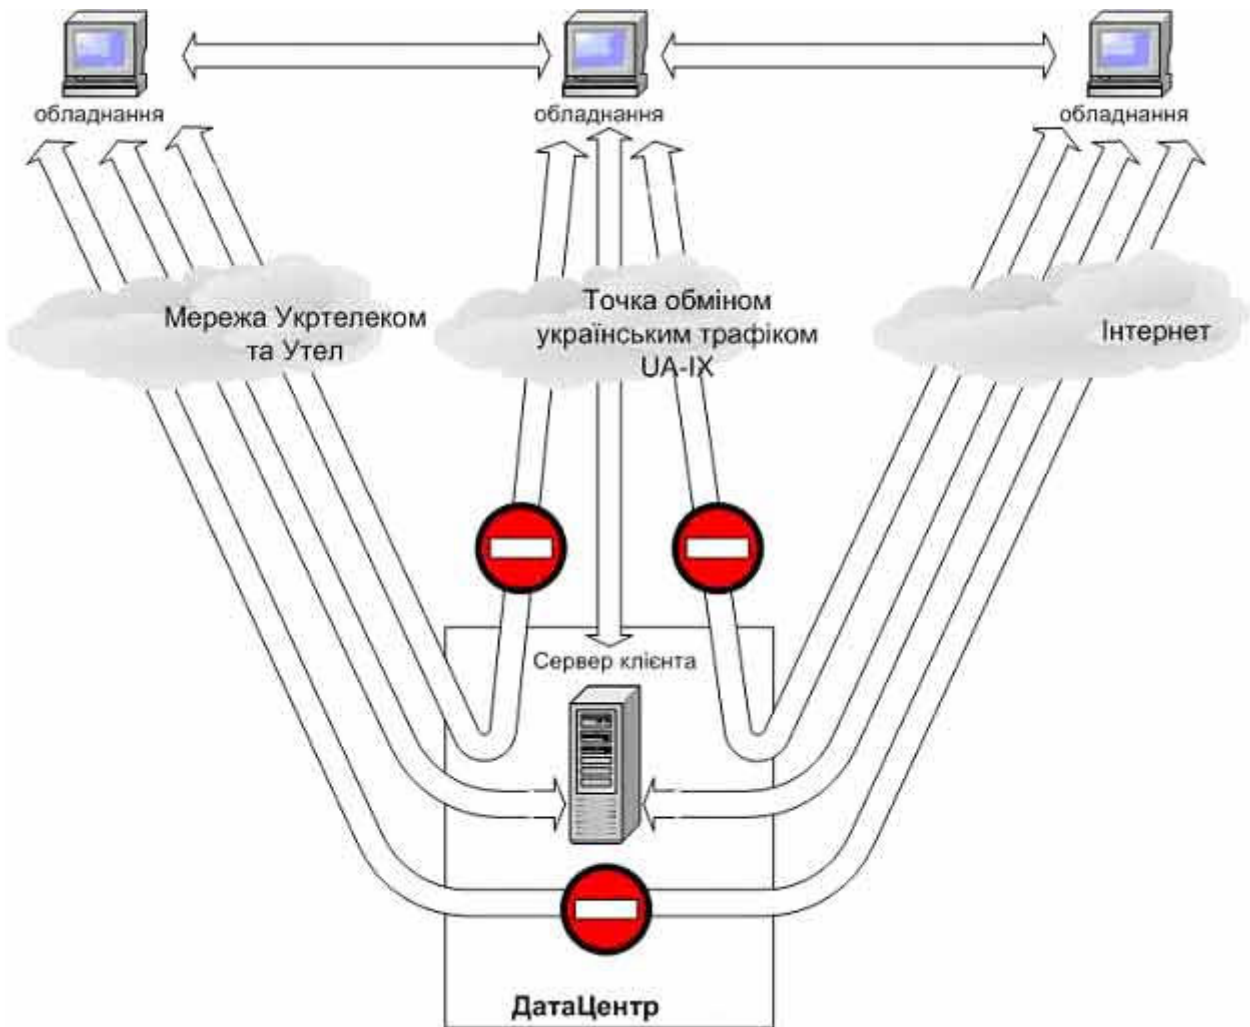 обладнання
обладнання
обладнання
Мережа Укртелеком
та Утел
Точка обміном
українським трафіком
UA-IX
Інтернет
Сервер клієнта
ДатаЦентр